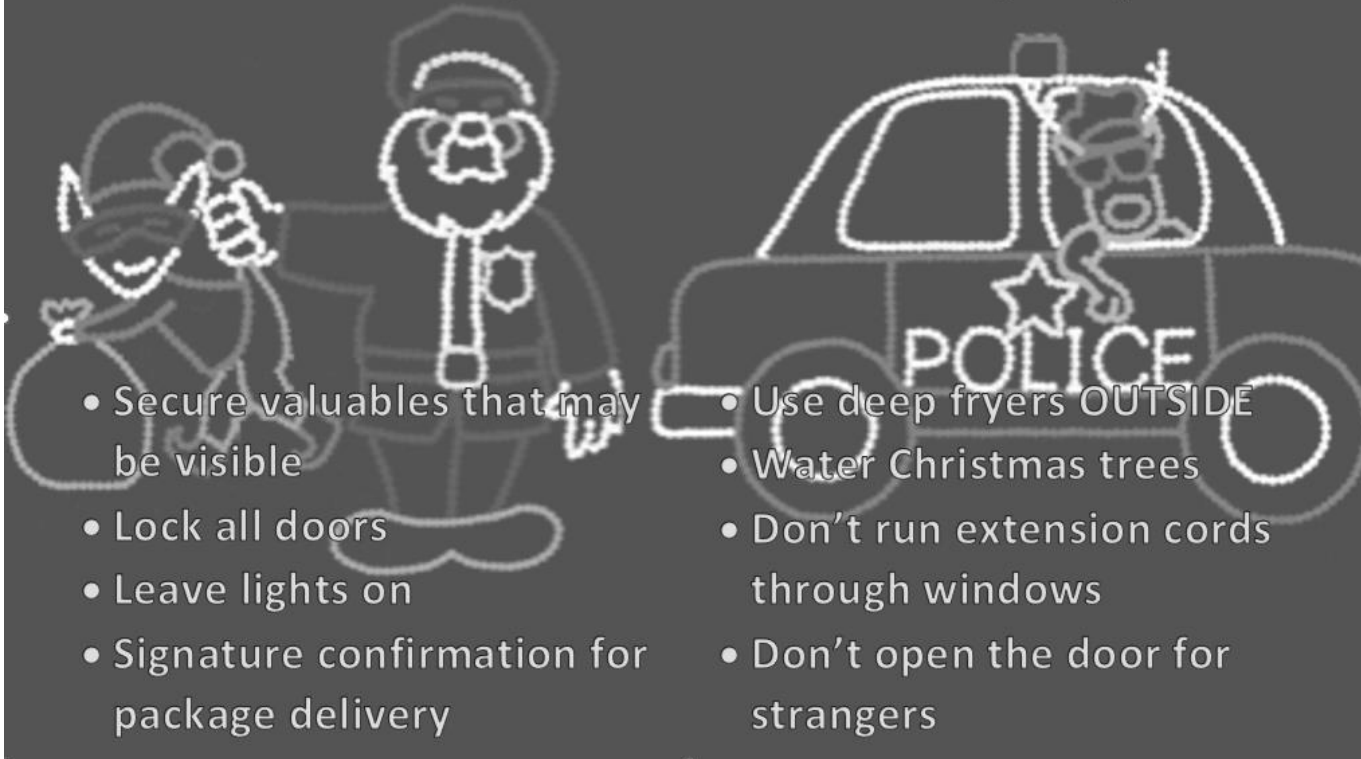 POLICE
• Secure valuables that may
be visible
• Lock all doors
• Leave lights on
• Signature confirmation for
package delivery
• Use deep fryers OUTSIDE
• Water Christmas trees
• Don’t run extension cords
through windows
• Don’t open the door for
strangers